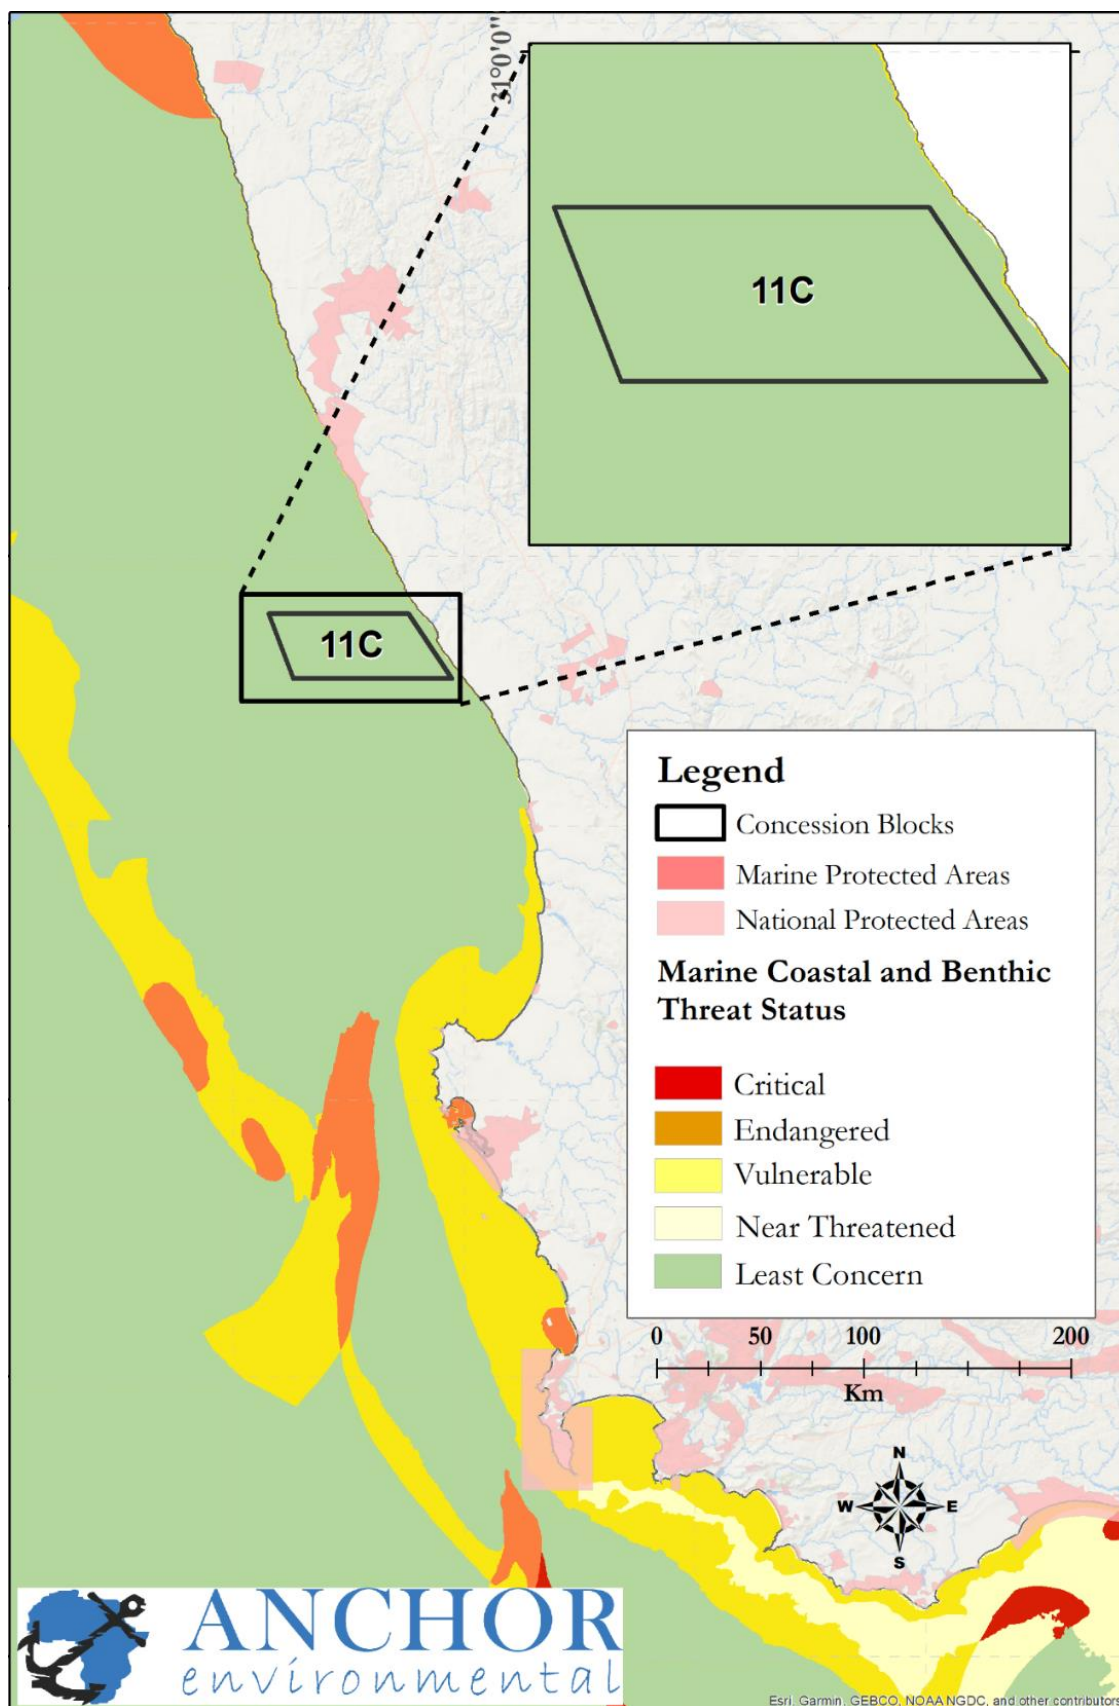 31°0'0"
11C
11C
Legend
Concession Blocks
Marine Protected Areas
National Protected Areas
Marine Coastal and Benthic
Threat Status
Critical
Endangered
Vulnerable
Near Threatened
Least Concern
0 50 100 200
Km
N
W E
S
ANCHOR
environmental
Esri, Garmin, GEBCO, NOAA NGDC, and other contributors